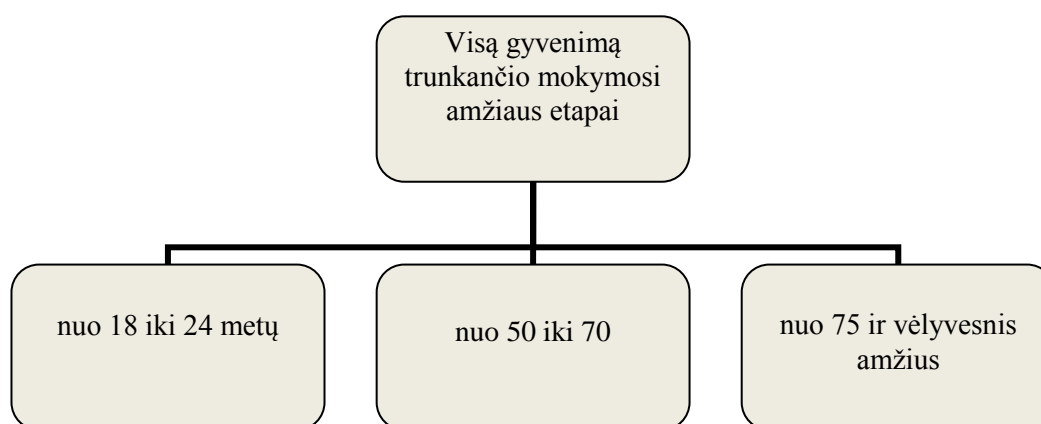 Visą gyvenimą
trunkančio mokymosi
amžiaus etapai
nuo 18 iki 24 metų
nuo 50 iki 70
nuo 75 ir vėlyvesnis
amžius